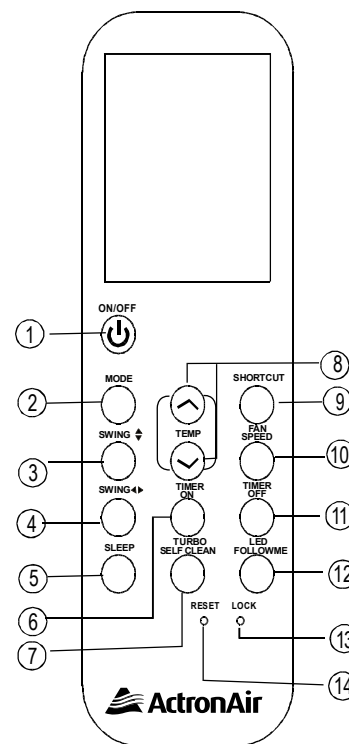 ON/OFF
1
8
MODE
SHORTCUT
2
9
SWING
TEMP
FAN
SPEED
3
10
SWING
TIMER
ON
TIMER
OFF
4
11
SLEEP
TURBO
SELF CLEAN
LED
FOLLOWME
5
12
6
RESET
LOCK
7
13
14
ActronAir